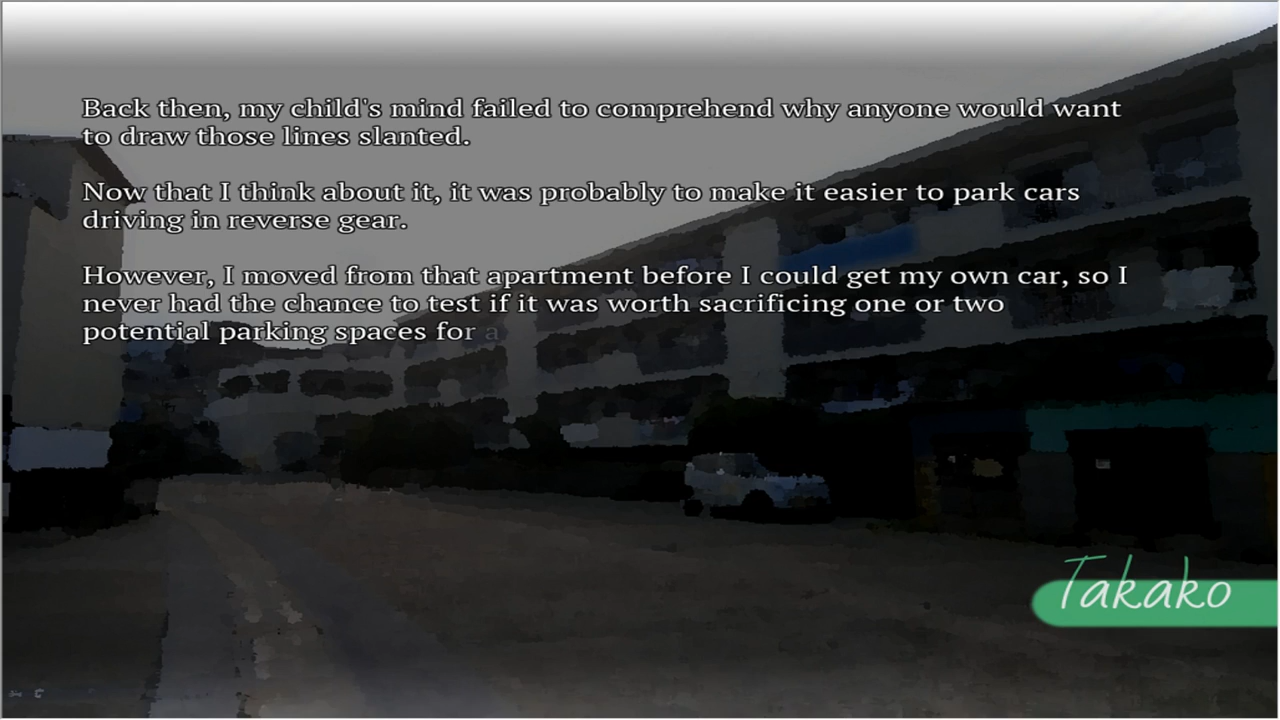 Back then, my child's mind failed to comprehend why anyone would want
to draw those lines slanted.
Now that I think about it, it was probably to make it easier to park cars
driving in reverse gear.
However, I moved from that apartment before I could get my own car, so I
never had the chance to test if it was worth sacrificing one or two
potential parking spaces for a
Takako